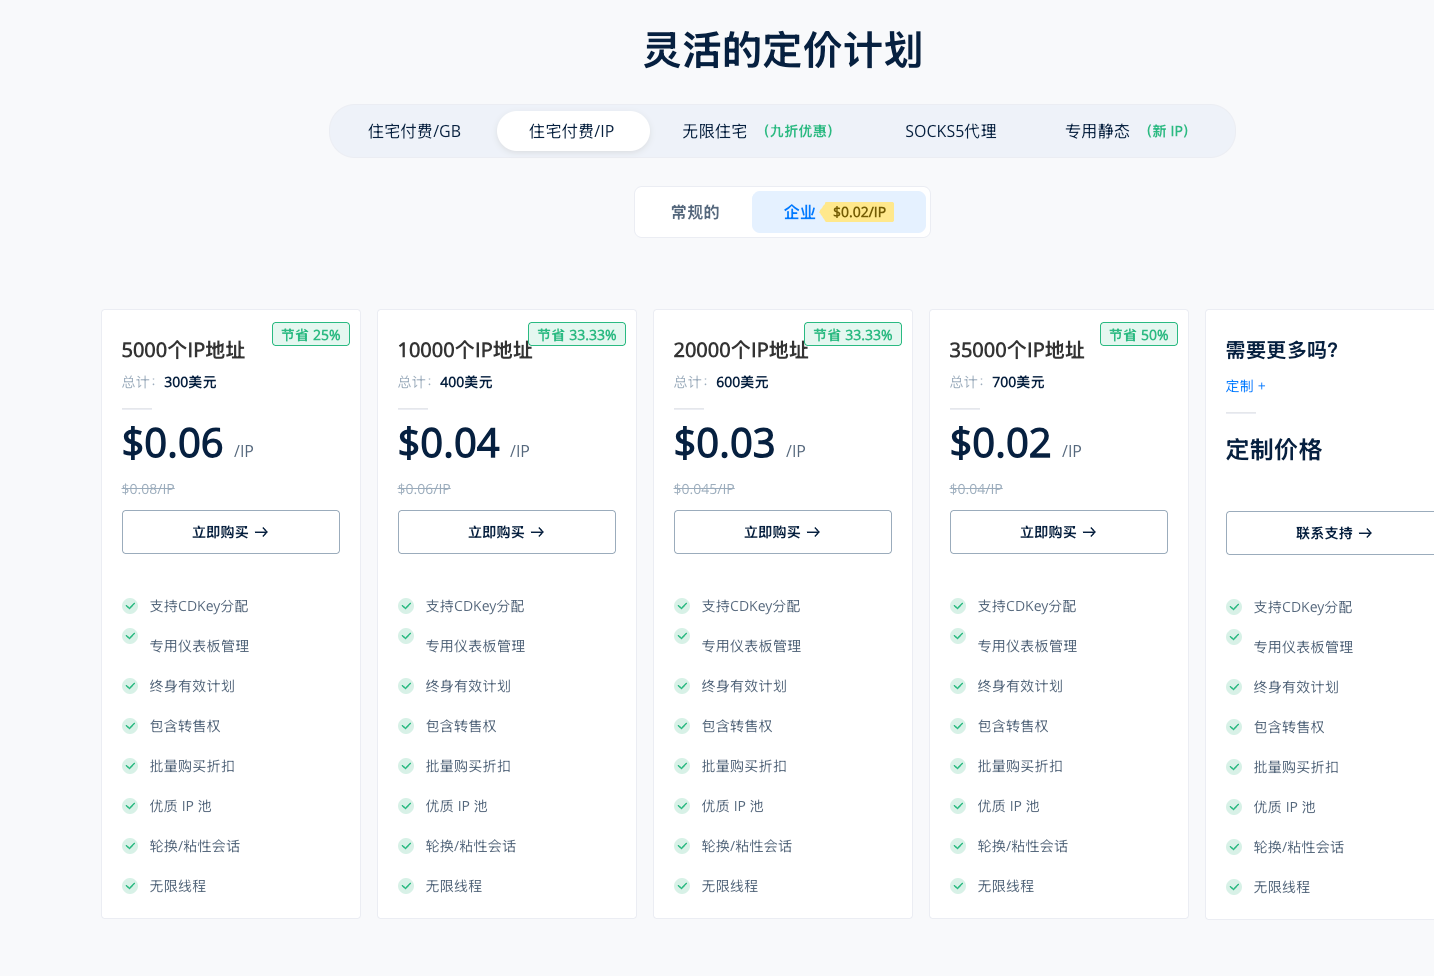 灵活的定价计划
住宅付费/GB
住宅付费/IP
无限住宅 （九折优惠）
SOCKS5代理
专用静态 （新 IP）
常规的
企业 $0.02/IP
节省 25%
5000个IP地址
总计： 300美元
$0.06 /IP
$0.08/IP
立即购买 →
支持CDKey分配
专用仪表板管理
终身有效计划
包含转售权
批量购买折扣
优质 IP 池
轮换/粘性会话
无限线程
节省 33.33%
10000个IP地址
总计： 400美元
$0.04 /IP
$0.06/IP
立即购买 →
支持CDKey分配
专用仪表板管理
终身有效计划
包含转售权
批量购买折扣
优质 IP 池
轮换/粘性会话
无限线程
节省 33.33%
20000个IP地址
总计： 600美元
$0.03 /IP
$0.045/IP
立即购买 →
支持CDKey分配
专用仪表板管理
终身有效计划
包含转售权
批量购买折扣
优质 IP 池
轮换/粘性会话
无限线程
节省 50%
35000个IP地址
总计： 700美元
$0.02 /IP
$0.04/IP
立即购买 →
支持CDKey分配
专用仪表板管理
终身有效计划
包含转售权
批量购买折扣
优质 IP 池
轮换/粘性会话
无限线程
需要更多吗?
定制 +
定制价格
联系支持 →
支持CDKey分配
专用仪表板管理
终身有效计划
包含转售权
批量购买折扣
优质 IP 池
轮换/粘性会话
无限线程